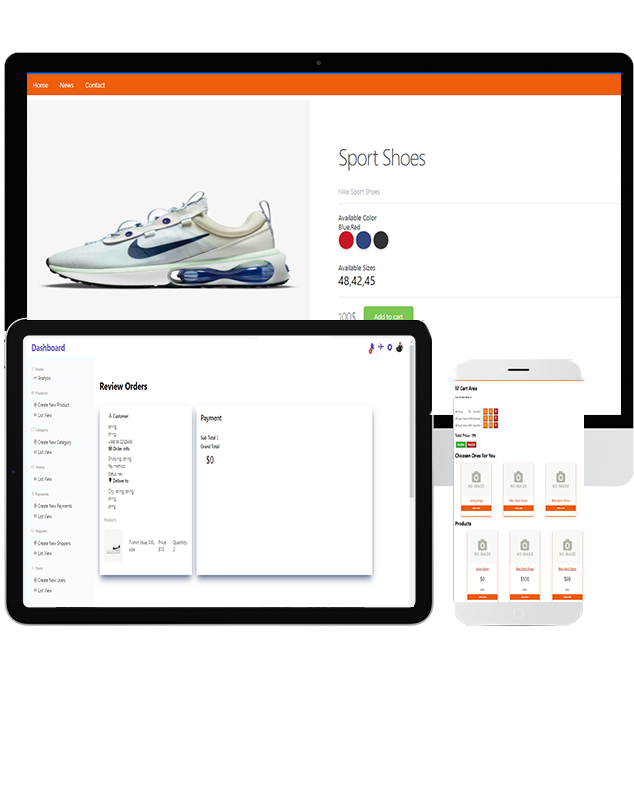 Home News Contact
Sport Shoes
Nike Sport Shoes
Available Color
Blue,Red
Available Sizes
48,42,45
100$ Add to cart
Dashboard
Home
Analysis
Products
Create New Product
List View
Category
Create New Category
List View
Orders
List View
Payments
Create New Payments
List View
Shippers
Create New Shippers
List View
Users
Create New Users
List View
Review Orders
Customer
string
string
Order info
Shipping: string
Pay method:
Status: new
Deliver to
City: string, string
string
string
Products
T-shirt blue, XXL size
Price $10
Quantity: 2
Payment
Sub Total :
Grand Total :
$0
Cart Area
Total Price:
Choosen Ones For You
NO IMAGE
NO IMAGE
NO IMAGE
Nike Sport Shoes
Nike Sport Shoes
Products
NO IMAGE
NO IMAGE
NO IMAGE
Nike Sport Shoes
Nike Sport Shoes
$0
$100
$99